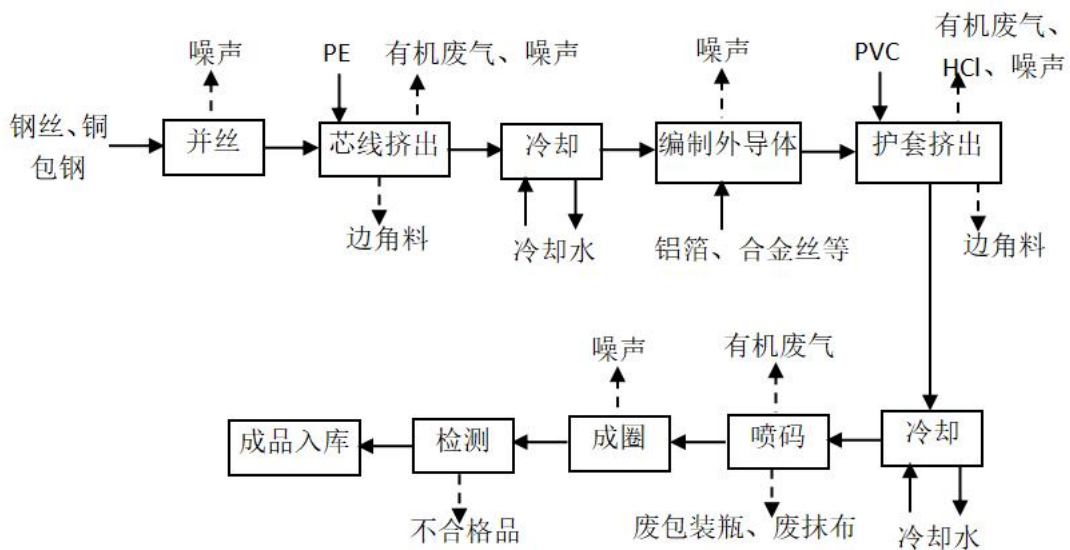 噪声
PE
有机废气、噪声
噪声
PVC
有机废气、
HCl、噪声
钢丝、铜
包钢
并丝
芯线挤出
冷却
编制外导体
护套挤出
边角料
冷却水
铝箔、合金丝等
边角料
噪声
有机废气
成品入库
检测
成圈
喷码
冷却
不合格品
废包装瓶、废抹布
冷却水